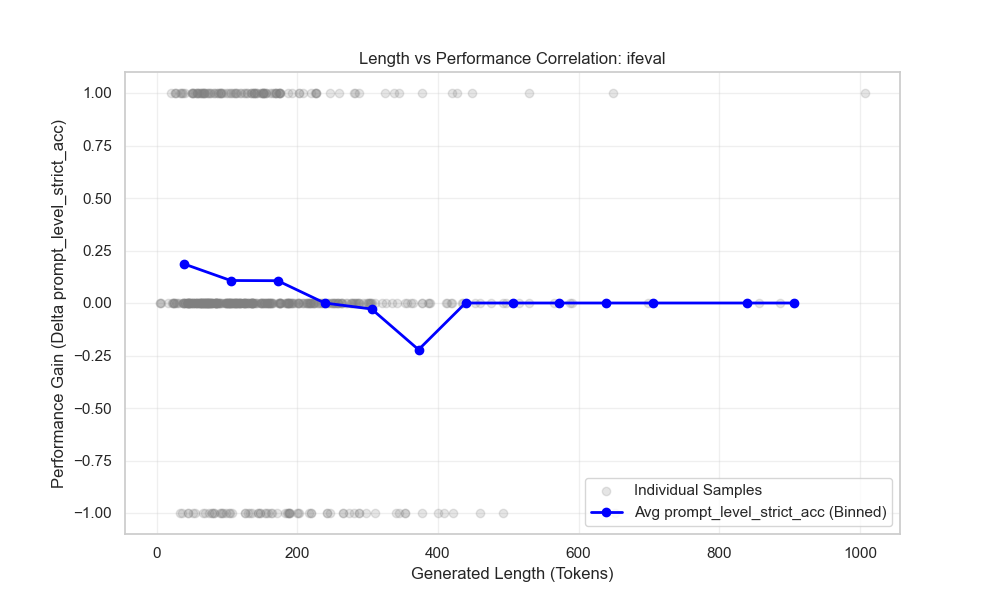 Length vs Performance Correlation: ifeval
Performance Gain (Delta prompt_level_strict_acc)
1.00
0.75
0.50
0.25
0.00
−0.25
−0.50
−0.75
−1.00
Individual Samples
Avg prompt_level_strict_acc (Binned)
0 200 400 600 800 1000
Generated Length (Tokens)